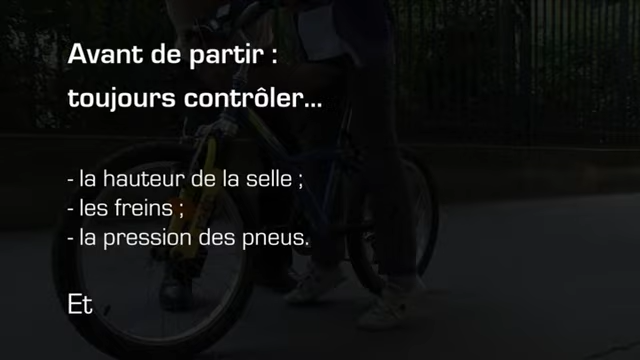 Avant de partir :
toujours contrôler...
- la hauteur de la selle ;
- les freins ;
- la pression des pneus.
Et